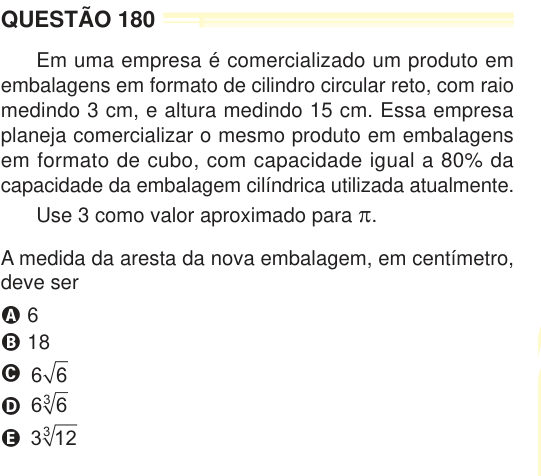 QUESTÃO 180
Em uma empresa é comercializado um produto em
embalagens em formato de cilindro circular reto, com raio
medindo 3 cm, e altura medindo 15 cm. Essa empresa
planeja comercializar o mesmo produto em embalagens
em formato de cubo, com capacidade igual a 80% da
capacidade da embalagem cilíndrica utilizada atualmente.
Use 3 como valor aproximado para π.
A medida da aresta da nova embalagem, em centímetro,
deve ser
A 6
B 18
C 6√6
D 6∛6
E 3∛12